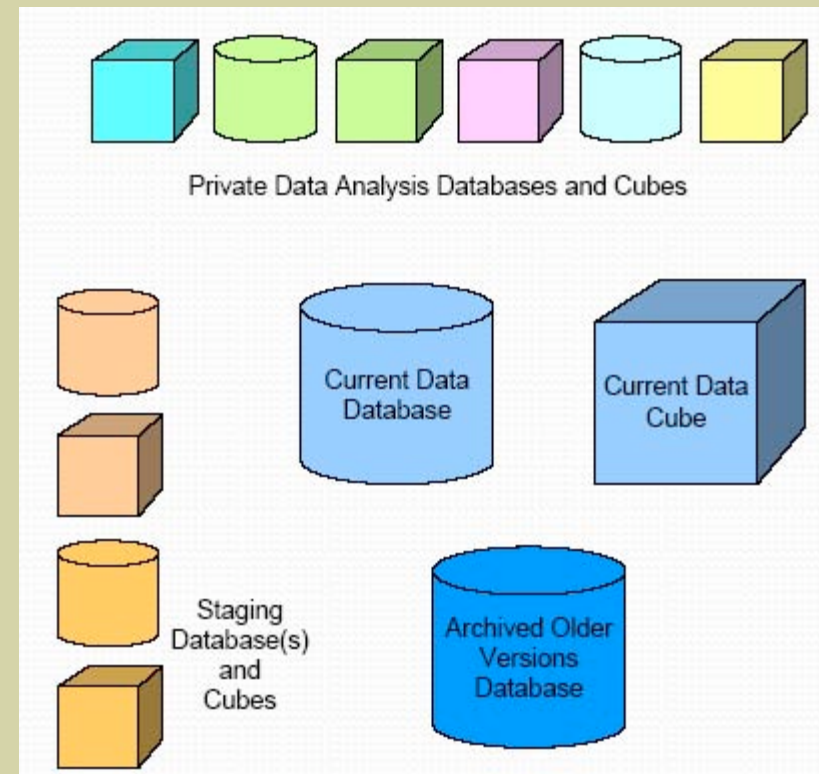 Private Data Analysis Databases and Cubes
Current Data
Database
Current Data
Cube
Staging
Database(s)
and
Cubes
Archived Older
Versions
Database